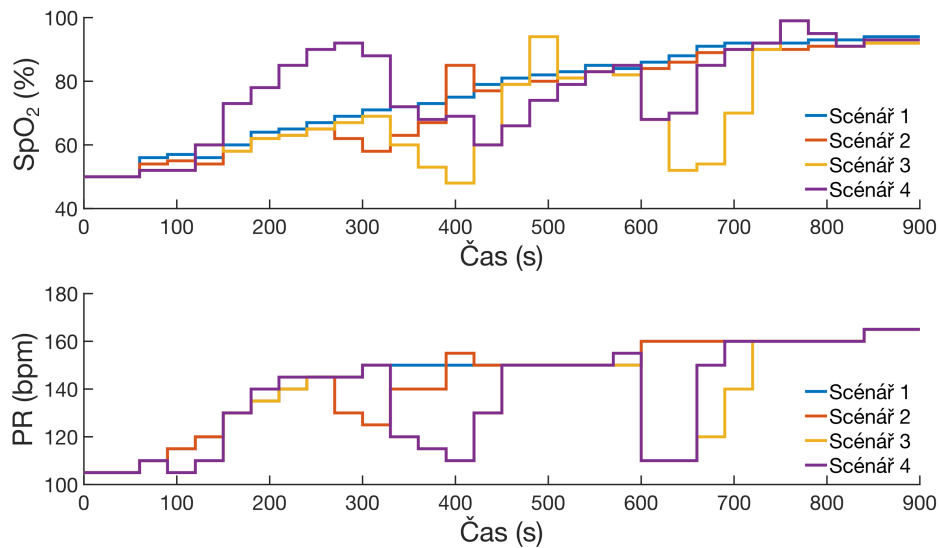 100
80
60
40
SpO2 (%)
0 100 200 300 400 500 600 700 800 900
Čas (s)
Scénář 1
Scénář 2
Scénář 3
Scénář 4
180
160
140
120
100
PR (bpm)
0 100 200 300 400 500 600 700 800 900
Čas (s)
Scénář 1
Scénář 2
Scénář 3
Scénář 4